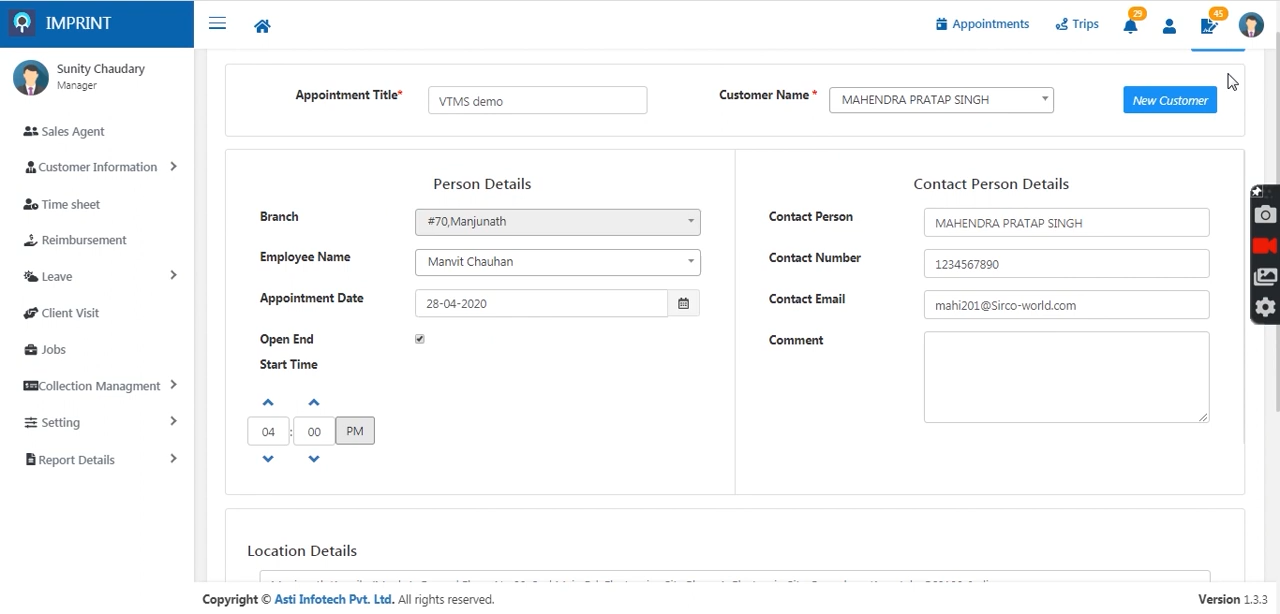 IMPRINT
Appointments
Trips
29
45
Sunity Chaudary
Manager
Sales Agent
Customer Information
Time sheet
Reimbursement
Leave
Client Visit
Jobs
Collection Managment
Setting
Report Details
Appointment Title*
VTMS demo
Customer Name *
MAHENDRA PRATAP SINGH
New Customer
Person Details
Branch
#70,Manjunath
Employee Name
Manvit Chauhan
Appointment Date
28-04-2020
Open End
Start Time
04 : 00 PM
Contact Person Details
Contact Person
MAHENDRA PRATAP SINGH
Contact Number
1234567890
Contact Email
mahi201@Sirco-world.com
Comment
Location Details
Copyright © Asti Infotech Pvt. Ltd. All rights reserved.
Version 1.3.3